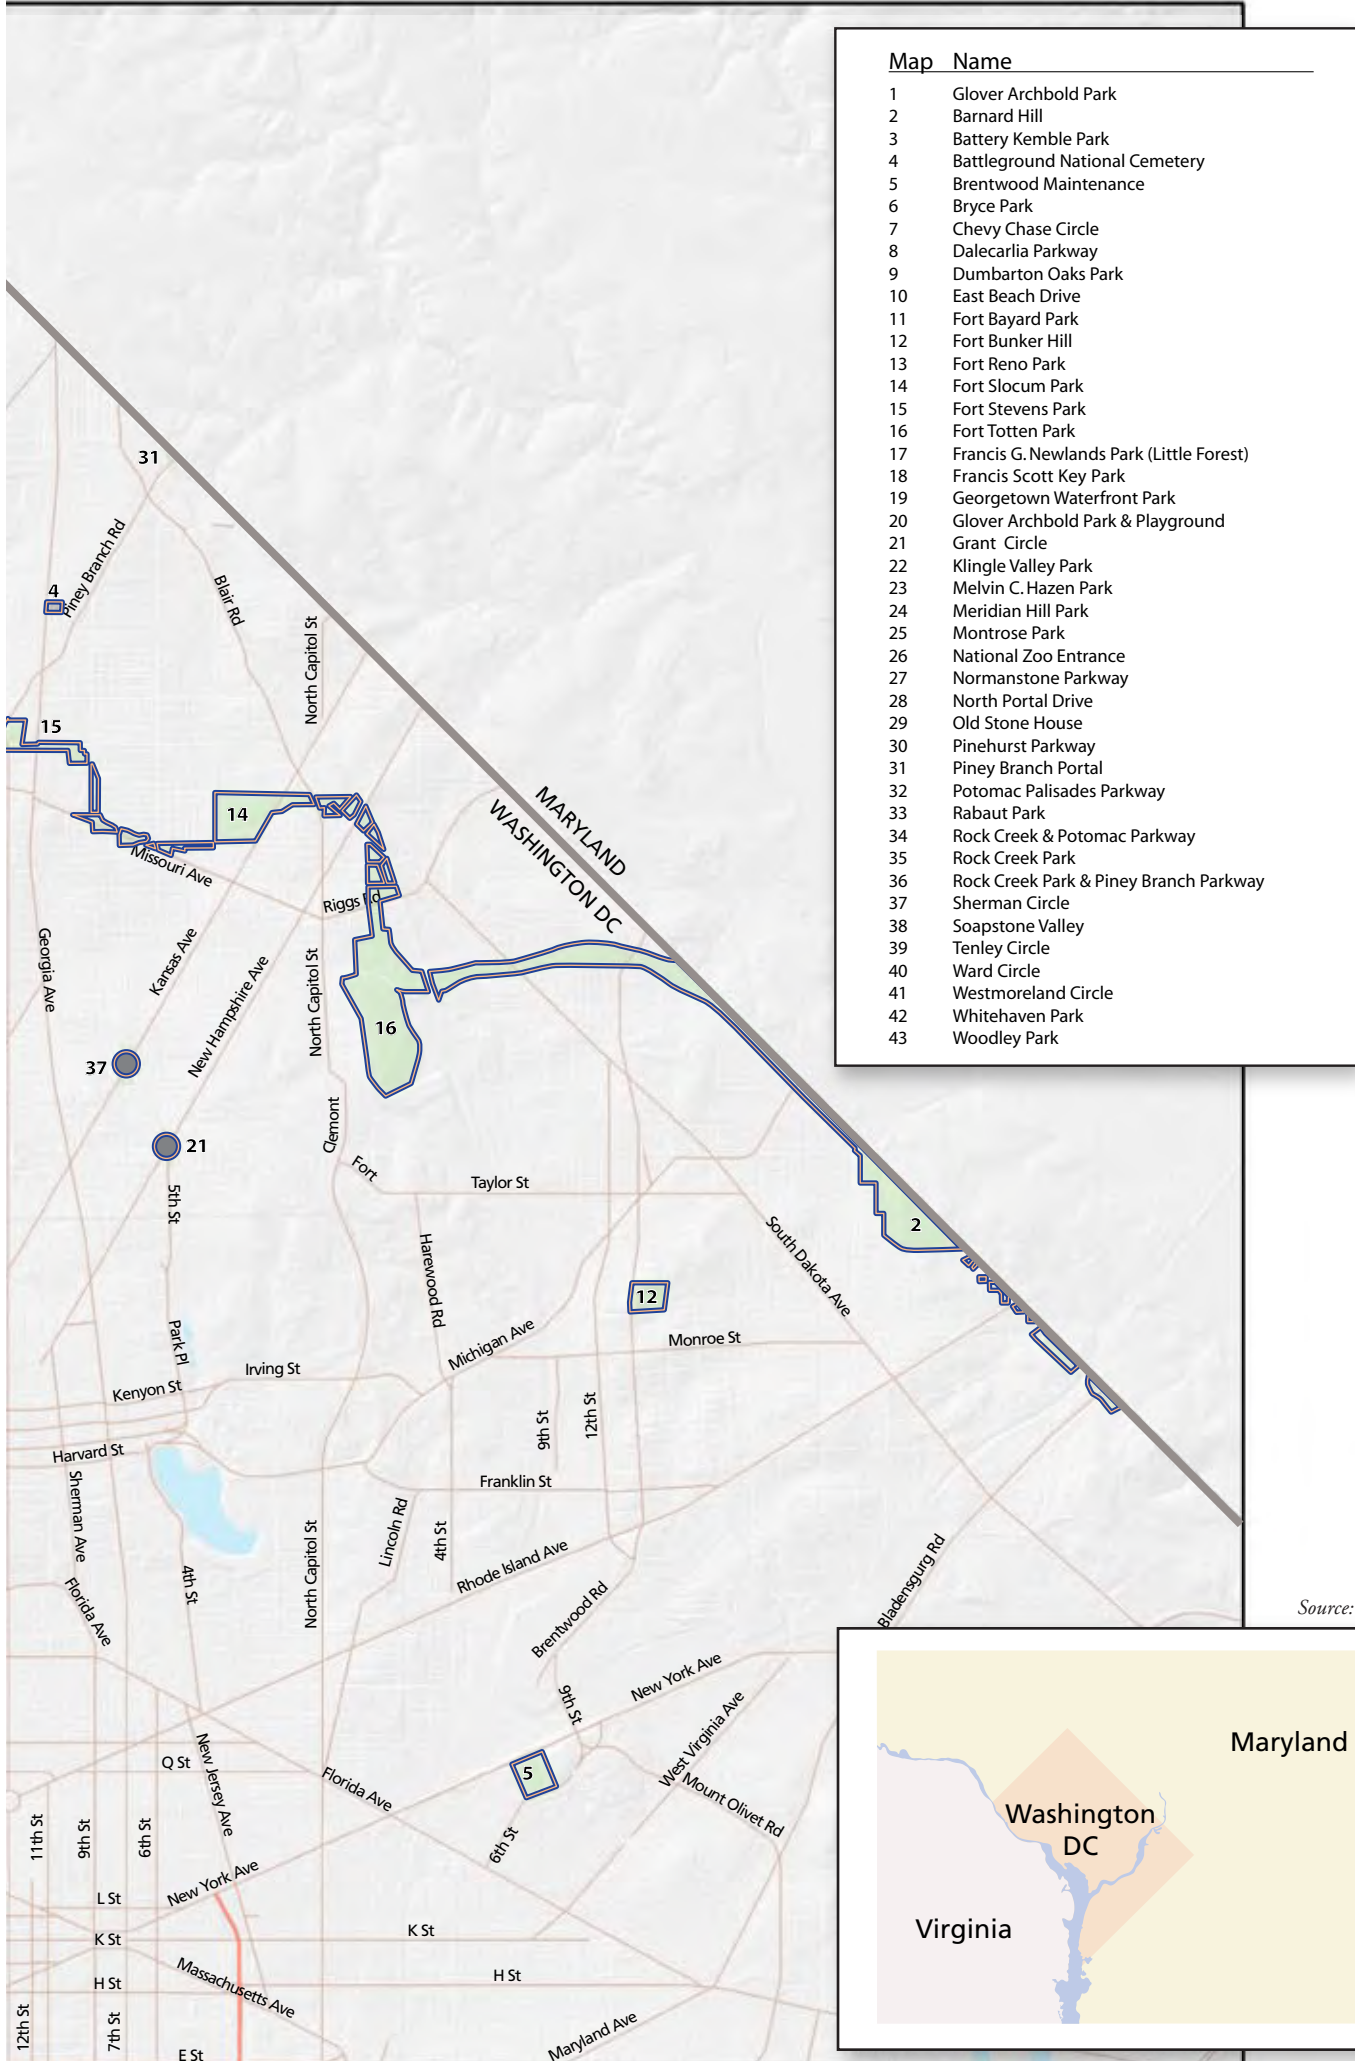 Map Name
1 Glover Archbold Park
2 Barnard Hill
3 Battery Kemble Park
4 Battleground National Cemetery
5 Brentwood Maintenance
6 Bryce Park
7 Chevy Chase Circle
8 Dalecarlia Parkway
9 Dumbarton Oaks Park
10 East Beach Drive
11 Fort Bayard Park
12 Fort Bunker Hill
13 Fort Reno Park
14 Fort Slocum Park
15 Fort Stevens Park
16 Fort Totten Park
17 Francis G. Newlands Park (Little Forest)
18 Francis Scott Key Park
19 Georgetown Waterfront Park
20 Glover Archbold Park & Playground
21 Grant Circle
22 Klingle Valley Park
23 Melvin C. Hazen Park
24 Meridian Hill Park
25 Montrose Park
26 National Zoo Entrance
27 Normanstone Parkway
28 North Portal Drive
29 Old Stone House
30 Pinehurst Parkway
31 Piney Branch Portal
32 Potomac Palisades Parkway
33 Rabaut Park
34 Rock Creek & Potomac Parkway
35 Rock Creek Park
36 Rock Creek Park & Piney Branch Parkway
37 Sherman Circle
38 Soapstone Valley
39 Tenley Circle
40 Ward Circle
41 Westmoreland Circle
42 Whitehaven Park
43 Woodley Park
31
Piney Branch Rd
4
Blair Rd
North Capitol St
15
14
MARYLAND
WASHINGTON DC
Missouri Ave
Riggs Rd
Georgia Ave
Kansas Ave
New Hampshire Ave
North Capitol St
16
37
21
Clemont
Fort
Taylor St
5th St
2
South Dakota Ave
Harewood Rd
12
Park Pl
Michigan Ave
Monroe St
Irving St
Kenyon St
9th St
12th St
Harvard St
Sherman Ave
Franklin St
Lincoln Rd
4th St
North Capitol St
4th St
Rhode Island Ave
Florida Ave
Brentwood Rd
Bladensgurg Rd
Source:
New York Ave
9th St
West Virginia Ave
Q St
New Jersey Ave
Florida Ave
5
Mount Olivet Rd
11th St
9th St
6th St
6th St
New York Ave
L St
K St
K St
Massachusetts Ave
H St
H St
12th St
7th St
E St
Maryland Ave
Maryland
Washington
DC
Virginia